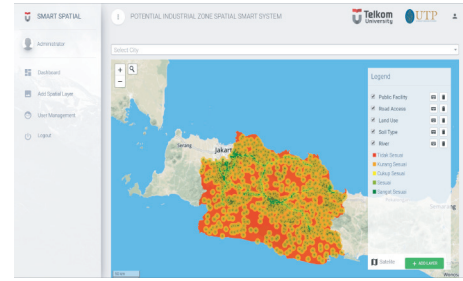 SMART SPATIAL
POTENTIAL INDUSTRIAL ZONE SPATIAL SMART SYSTEM
Telkom
University
UTP
Administrator
Select City
Dashboard
Add Spatial Layer
User Management
Logout
+
−
Serang
Jakart
Legend
Public Facility
Road Access
Land Use
Soil Type
River
Tidak Sesuai
Kurang Sesuai
Cukup Sesuai
Sesuai
Sangat Sesuai
Satellite
+ ADD LAYER